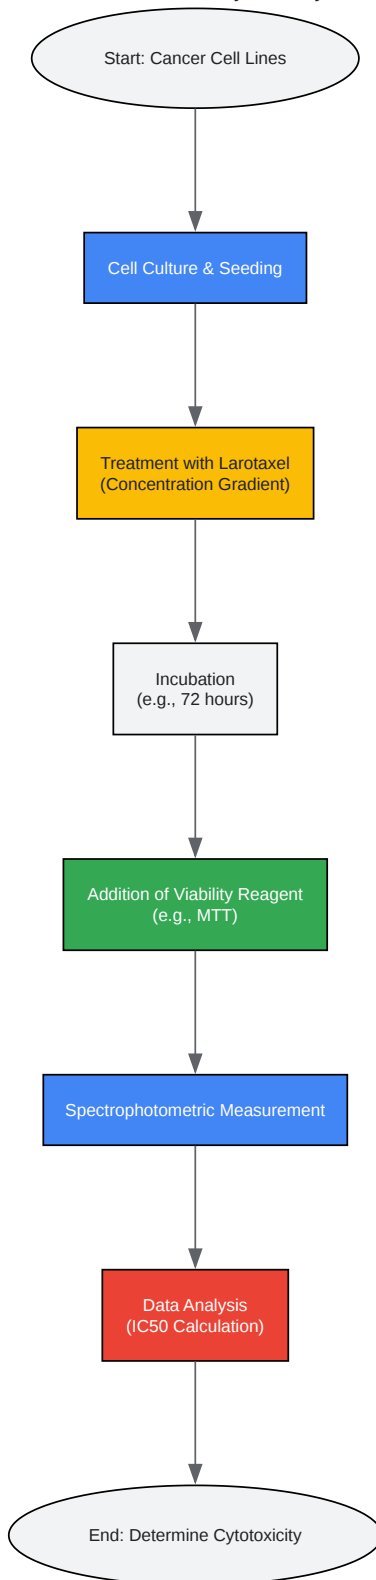 Start: Cancer Cell Lines
Cell Culture & Seeding
Treatment with Larotaxel
(Concentration Gradient)
Incubation
(e.g., 72 hours)
Addition of Viability Reagent
(e.g., MTT)
Spectrophotometric Measurement
Data Analysis
(IC50 Calculation)
End: Determine Cytotoxicity